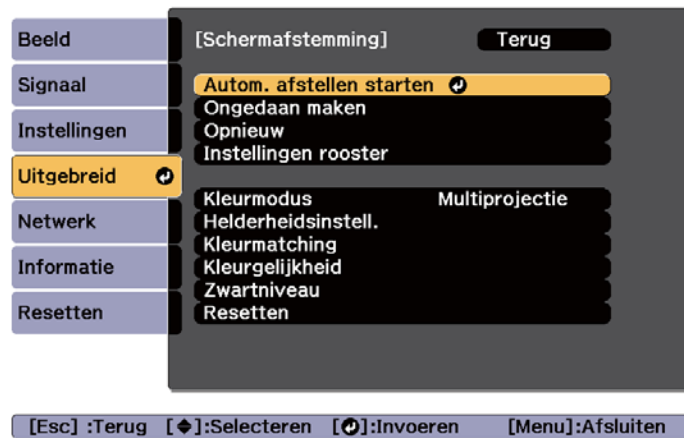 Beeld
Signaal
Instellingen
Uitgebreid
Netwerk
Informatie
Resetten
[Schermafstemming] Terug
Autom. afstellen starten
Ongedaan maken
Opnieuw
Instellingen rooster
Kleurmodus Multiprojectie
Helderheidsinstell.
Kleurmatching
Kleurgelijkheid
Zwartniveau
Resetten
[Esc] :Terug [◆]:Selecteren [⏎]:Invoeren [Menu]:Afsluiten